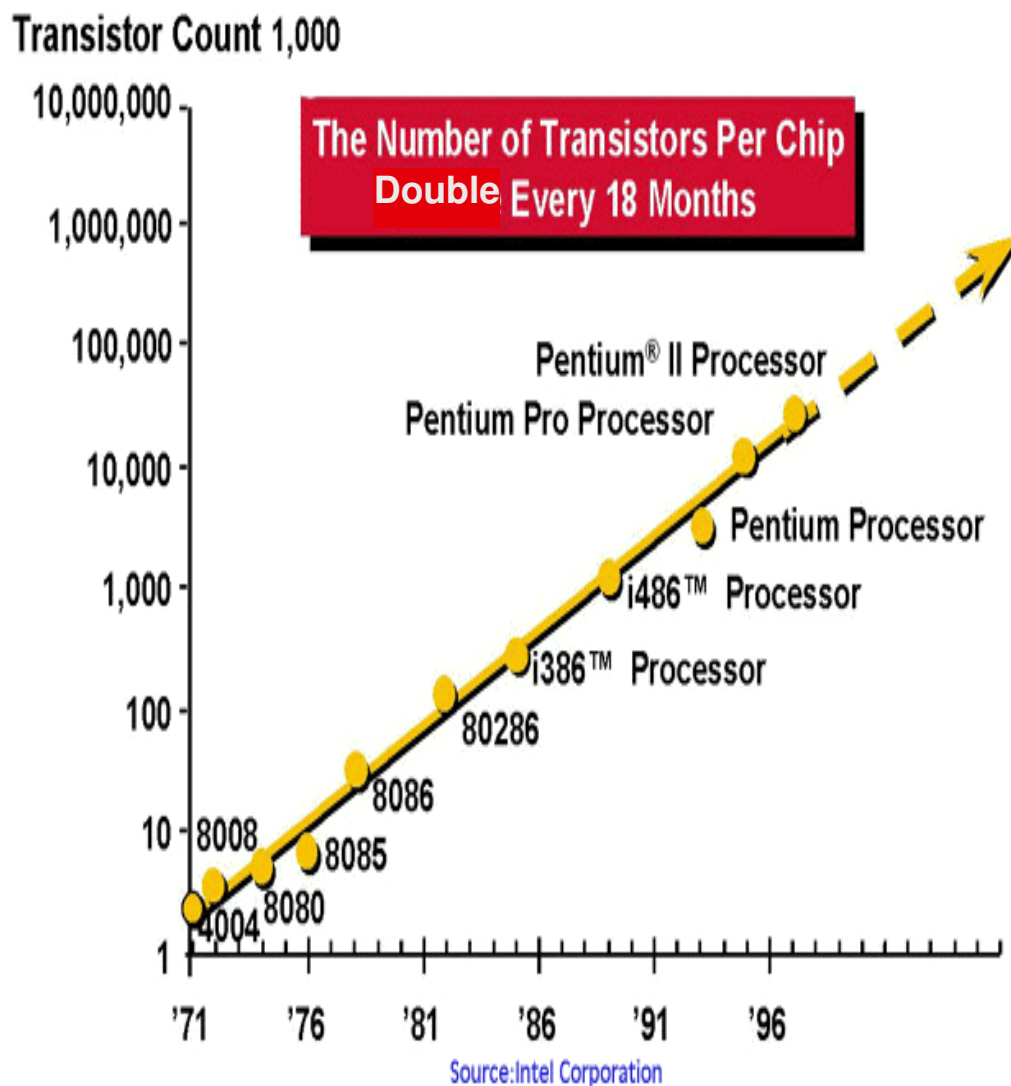 Transistor Count 1,000
10,000,000
The Number of Transistors Per Chip
Double Every 18 Months
1,000,000
100,000
Pentium® II Processor
Pentium Pro Processor
10,000
Pentium Processor
1,000
i486™ Processor
i386™ Processor
100
80286
8086
10
8008
8085
8080
4004
1
'71 '76 '81 '86 '91 '96
Source:Intel Corporation